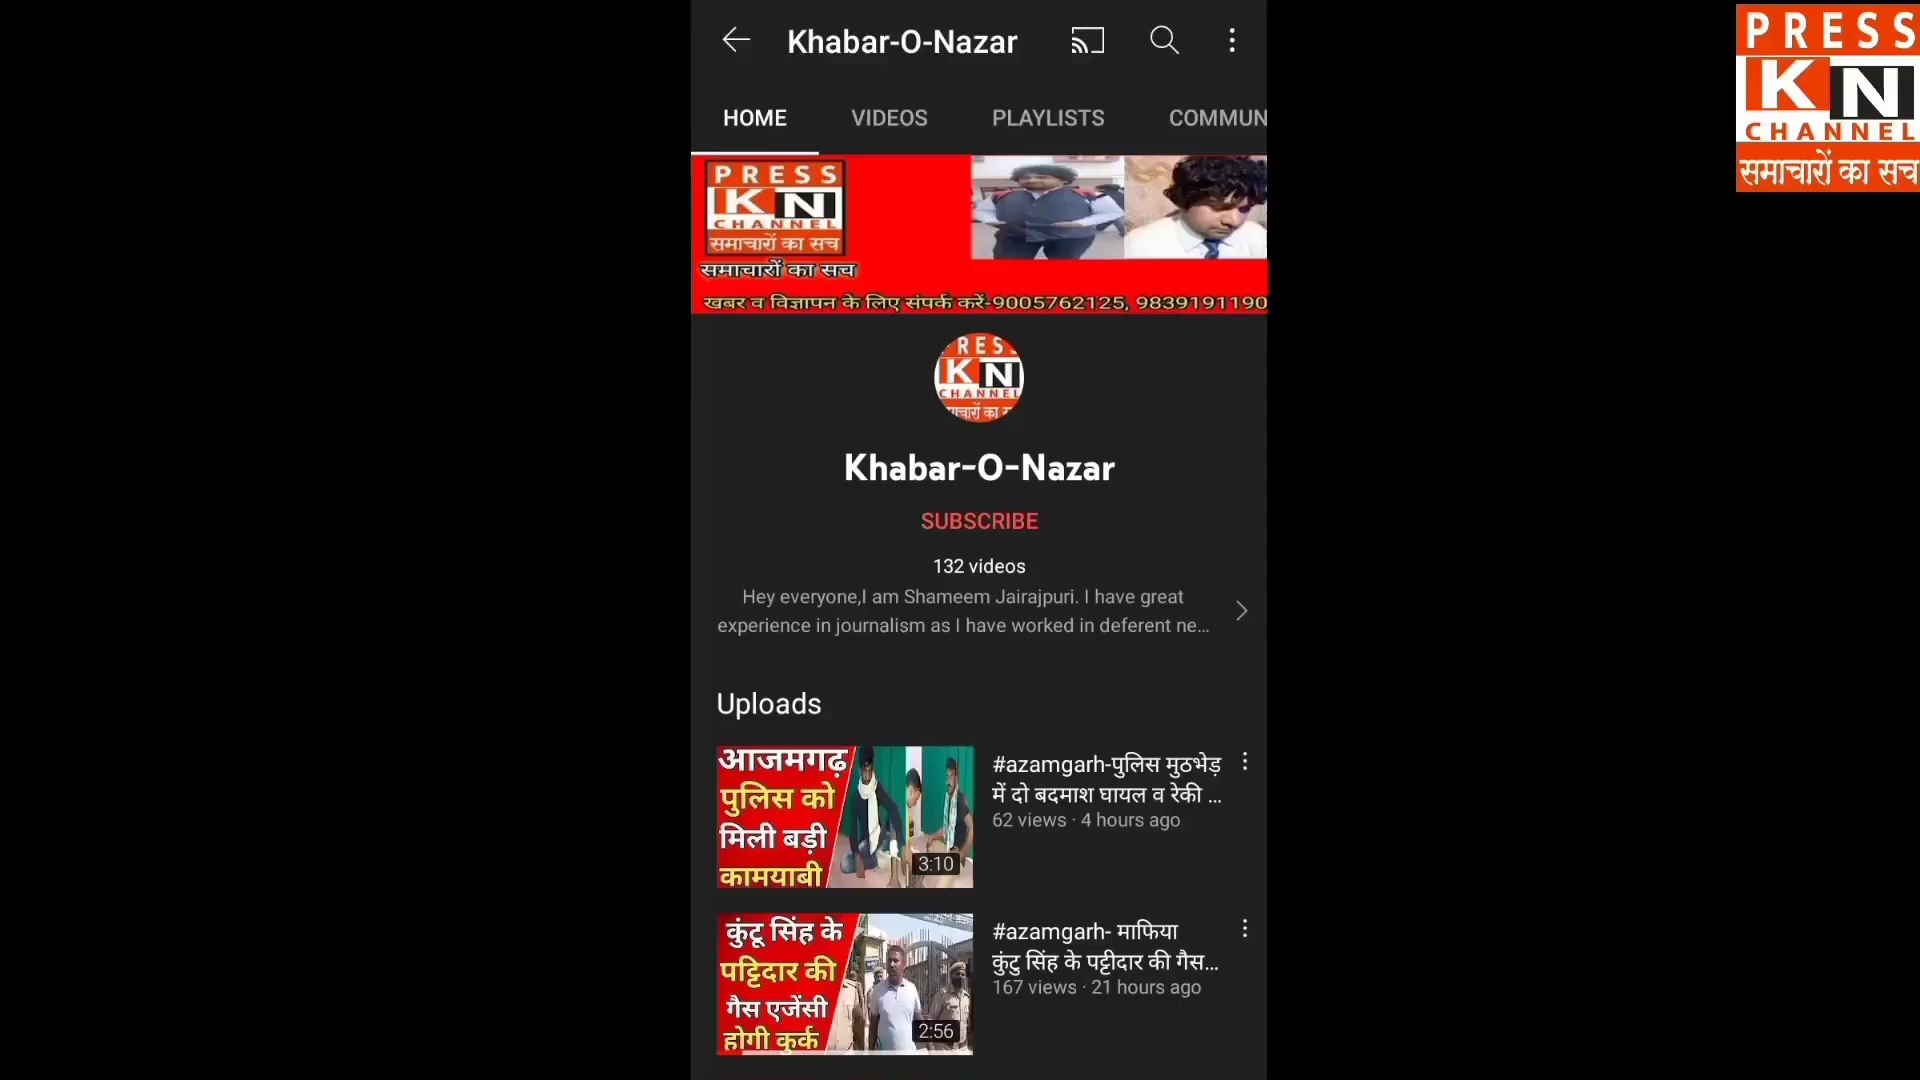 Khabar-O-Nazar
HOME VIDEOS PLAYLISTS COMMUN
PRESS
KN
CHANNEL
समाचारों का सच
समाचारों का सच
खबर व विज्ञापन के लिए संपर्क करें-9005762125, 9839191190
PRESS
KN
CHANNEL
समाचारों का सच
RES
KN
CHANNEL
Khabar-O-Nazar
SUBSCRIBE
132 videos
Hey everyone,I am Shameem Jairajpuri. I have great
experience in journalism as I have worked in deferent ne...
Uploads
आजमगढ़
पुलिस को
मिली बड़ी
कामयाबी
3:10
#azamgarh-पुलिस मुठभेड़
में दो बदमाश घायल व रेकी ...
62 views · 4 hours ago
कुंटू सिंह के
पट्टिदार की
गैस एजेंसी
होगी कुर्क
2:56
#azamgarh- माफिया
कुंटु सिंह के पट्टीदार की गैस...
167 views · 21 hours ago